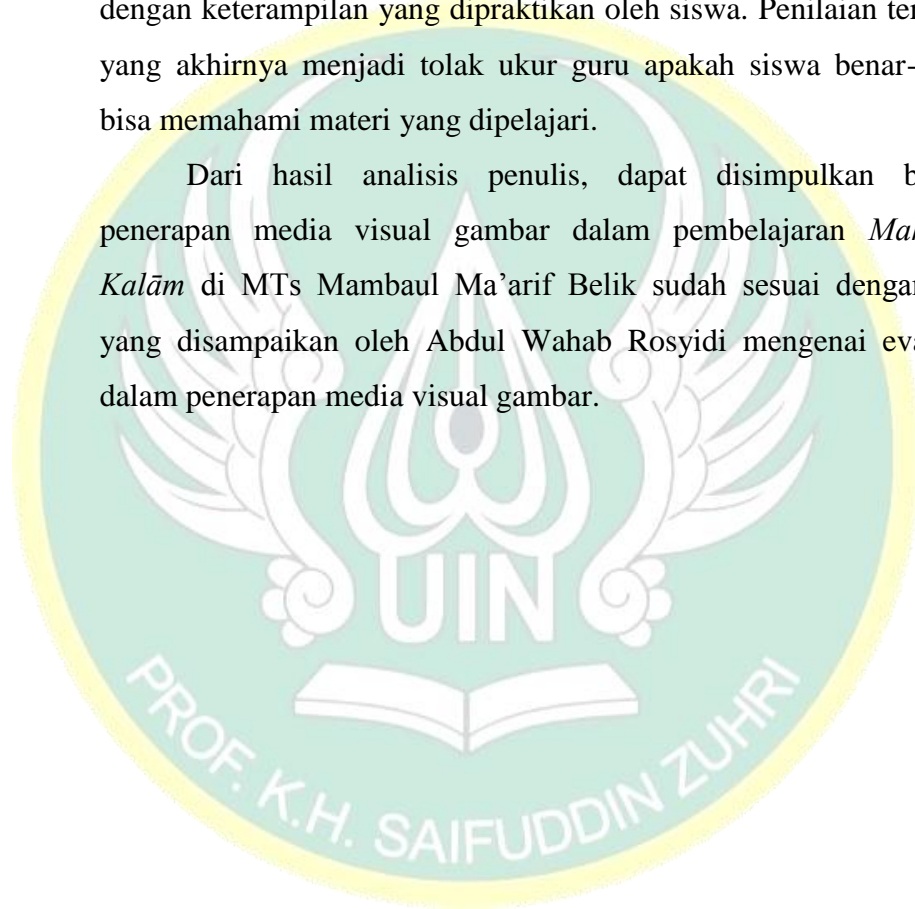 dengan keterampilan yang dipraktikan oleh siswa. Penilaian
yang akhirnya menjadi tolak ukur guru apakah siswa benar-
bisa memahami materi yang dipelajari.
Dari hasil analisis penulis, dapat disimpulkan
penerapan media visual gambar dalam pembelajaran
Kalām di MTs Mambaul Ma’arif Belik sudah sesuai dengan
yang disampaikan oleh Abdul Wahab Rosyidi mengenai
dalam penerapan media visual gambar.
UIN
PROF. K.H. SAIFUDDIN ZUHRI